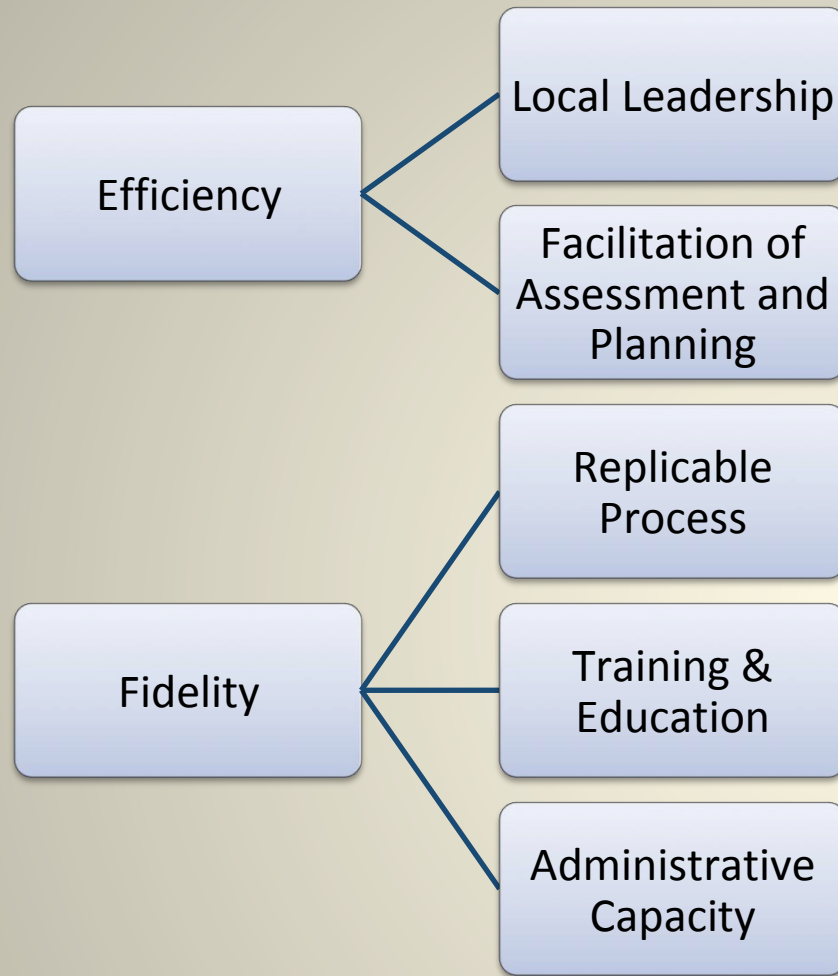 Efficiency
Local Leadership
Facilitation of
Assessment and
Planning
Fidelity
Replicable
Process
Training &
Education
Administrative
Capacity